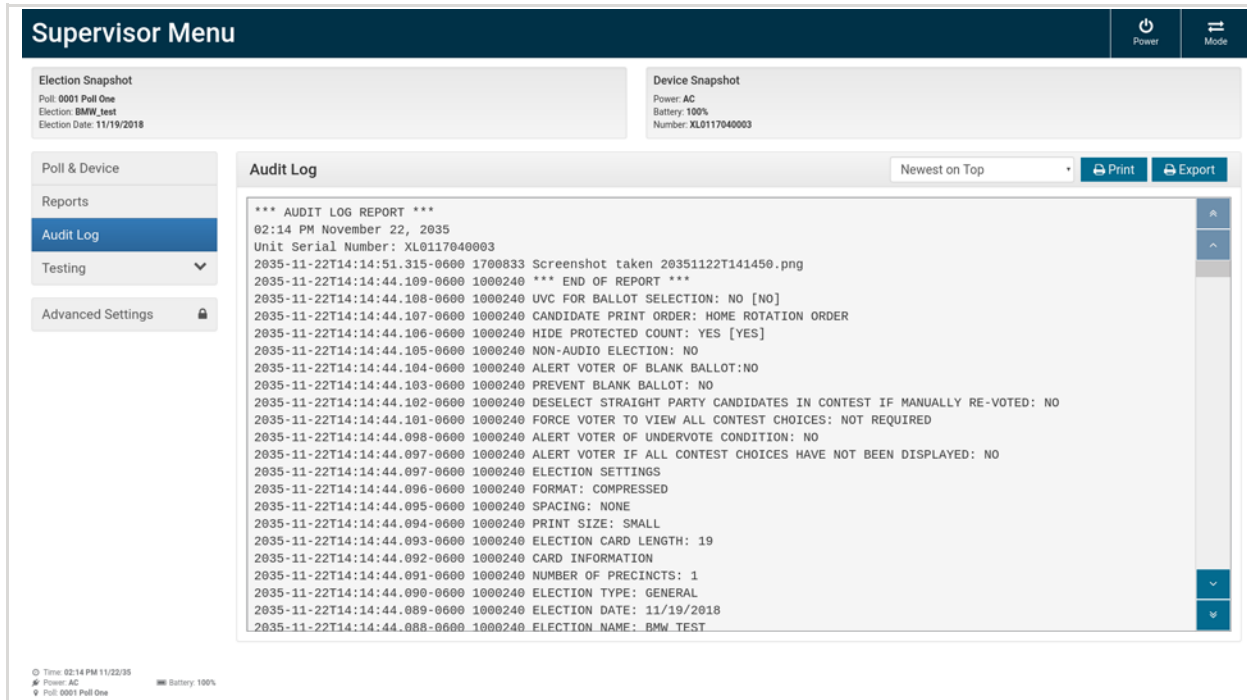 Supervisor Menu
Power
Mode
Election Snapshot
Poll: 0001 Poll One
Election: BMW_test
Election Date: 11/19/2018
Device Snapshot
Power: AC
Battery: 100%
Number: XL0117040003
Poll & Device
Reports
Audit Log
Testing
Advanced Settings
Audit Log
Newest on Top
Print
Export
*** AUDIT LOG REPORT ***
02:14 PM November 22, 2035
Unit Serial Number: XL0117040003
2035-11-22T14:14:51.315-0600 1700833 Screenshot taken 20351122T141450.png
2035-11-22T14:14:44.109-0600 1000240 *** END OF REPORT ***
2035-11-22T14:14:44.108-0600 1000240 UVC FOR BALLOT SELECTION: NO [NO]
2035-11-22T14:14:44.107-0600 1000240 CANDIDATE PRINT ORDER: HOME ROTATION ORDER
2035-11-22T14:14:44.106-0600 1000240 HIDE PROTECTED COUNT: YES [YES]
2035-11-22T14:14:44.105-0600 1000240 NON-AUDIO ELECTION: NO
2035-11-22T14:14:44.104-0600 1000240 ALERT VOTER OF BLANK BALLOT:NO
2035-11-22T14:14:44.103-0600 1000240 PREVENT BLANK BALLOT: NO
2035-11-22T14:14:44.102-0600 1000240 DESELECT STRAIGHT PARTY CANDIDATES IN CONTEST IF MANUALLY RE-VOTED: NO
2035-11-22T14:14:44.101-0600 1000240 FORCE VOTER TO VIEW ALL CONTEST CHOICES: NOT REQUIRED
2035-11-22T14:14:44.098-0600 1000240 ALERT VOTER OF UNDERVOTE CONDITION: NO
2035-11-22T14:14:44.097-0600 1000240 ALERT VOTER IF ALL CONTEST CHOICES HAVE NOT BEEN DISPLAYED: NO
2035-11-22T14:14:44.097-0600 1000240 ELECTION SETTINGS
2035-11-22T14:14:44.096-0600 1000240 FORMAT: COMPRESSED
2035-11-22T14:14:44.095-0600 1000240 SPACING: NONE
2035-11-22T14:14:44.094-0600 1000240 PRINT SIZE: SMALL
2035-11-22T14:14:44.093-0600 1000240 ELECTION CARD LENGTH: 19
2035-11-22T14:14:44.092-0600 1000240 CARD INFORMATION
2035-11-22T14:14:44.091-0600 1000240 NUMBER OF PRECINCTS: 1
2035-11-22T14:14:44.090-0600 1000240 ELECTION TYPE: GENERAL
2035-11-22T14:14:44.089-0600 1000240 ELECTION DATE: 11/19/2018
2035-11-22T14:14:44.088-0600 1000240 ELECTION NAME: BMW TEST
Time: 02:14 PM 11/22/35
Power: AC
Battery: 100%
Poll: 0001 Poll One